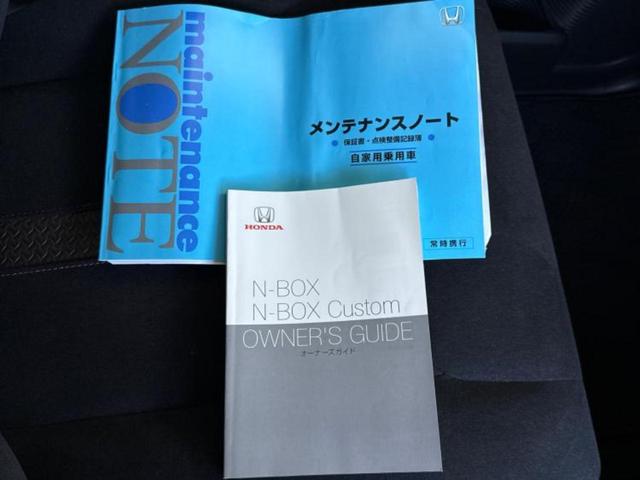 maintenance
NOTE
メンテナンスノート
● 保証書・点検整備記録簿 ●
自家用乗用車
常時携行
HONDA
N-BOX
N-BOX Custom
OWNER'S GUIDE
オーナーズガイド